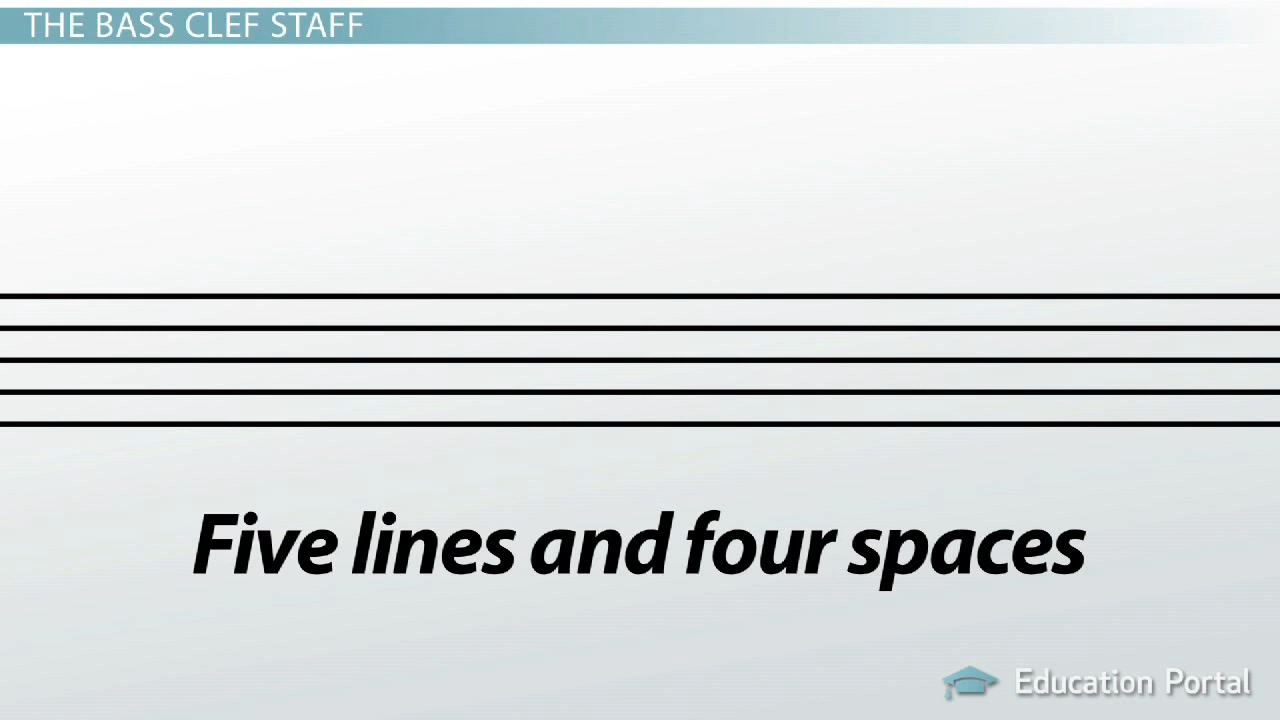 THE BASS CLEF STAFF
Five lines and four spaces
Education Portal